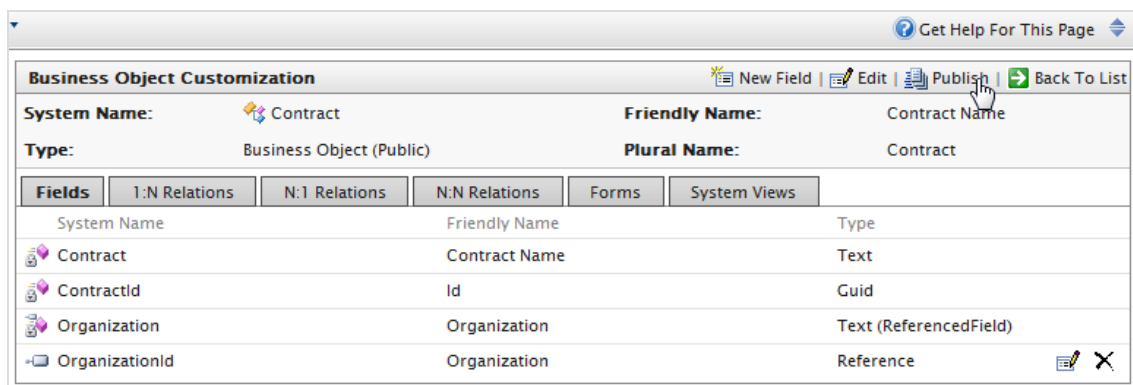 Get Help For This Page
Business Object Customization New Field | Edit | Publish | Back To List
System Name: Contract Friendly Name: Contract Name
Type: Business Object (Public) Plural Name: Contract
Fields 1:N Relations N:1 Relations N:N Relations Forms System Views
System Name Friendly Name Type
Contract Contract Name Text
ContractId Id Guid
Organization Organization Text (ReferencedField)
OrganizationId Organization Reference